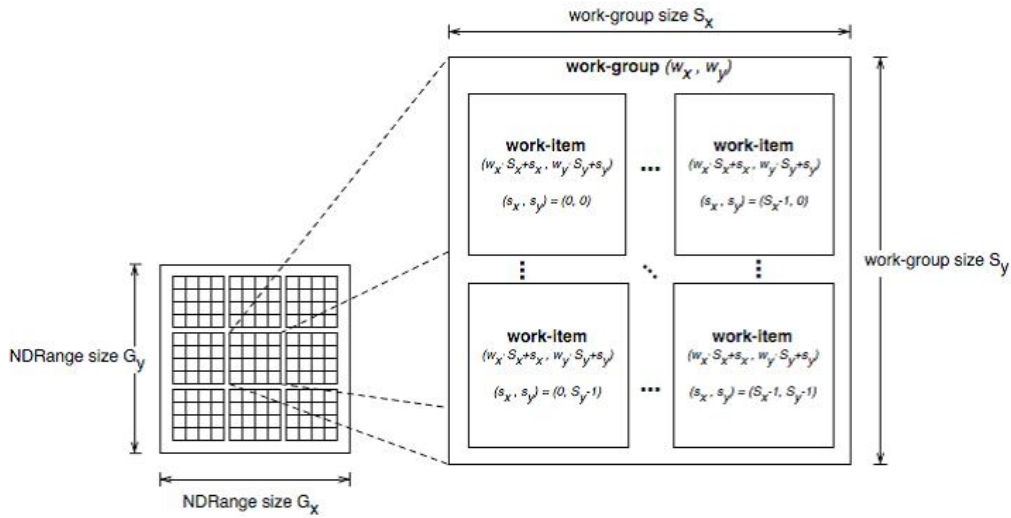 work-group size Sx
work-group (wx , wy)
work-item
(wx· Sx+sx , wy· Sy+sy)
(sx , sy) = (0, 0)
...
work-item
(wx· Sx+sx , wy· Sy+sy)
(sx , sy) = (Sx-1, 0)
work-group size Sy
work-item
(wx· Sx+sx , wy· Sy+sy)
(sx , sy) = (0, Sy-1)
...
work-item
(wx· Sx+sx , wy· Sy+sy)
(sx , sy) = (Sx-1, Sy-1)
NDRange size Gy
NDRange size Gx